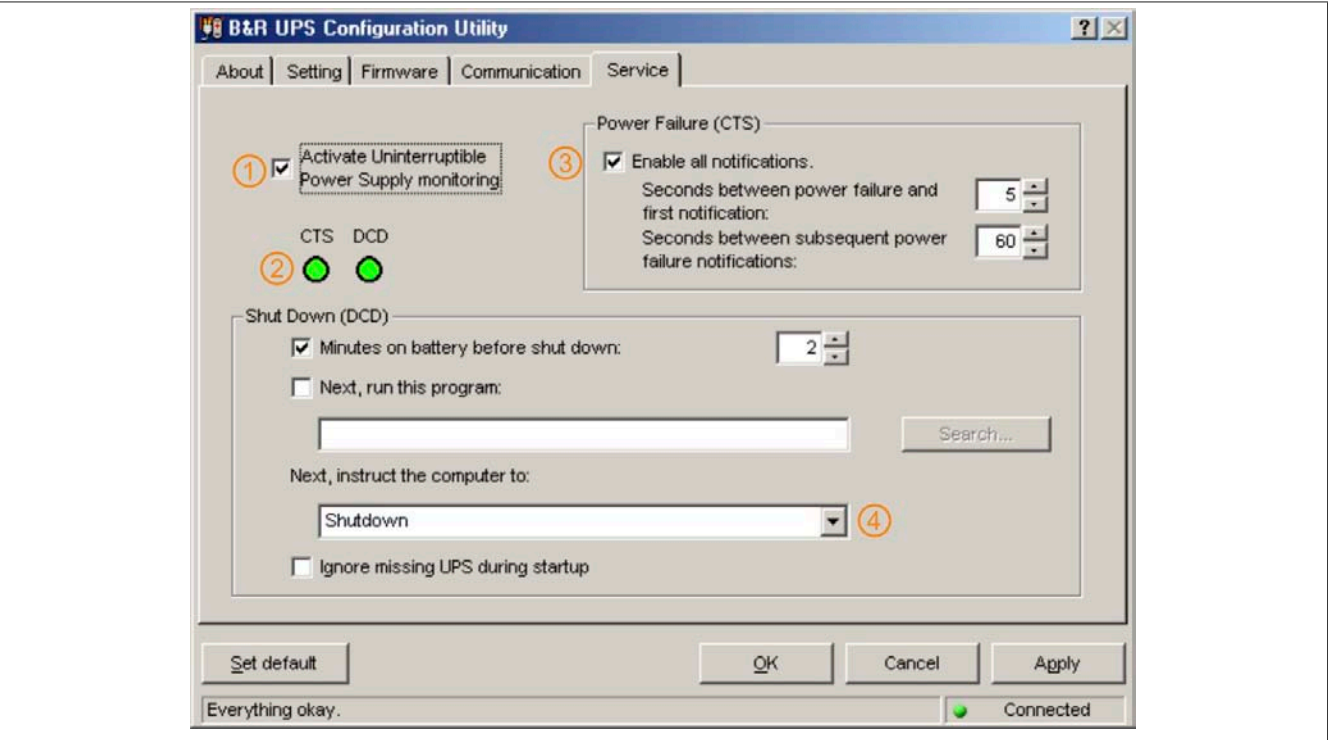 B&R UPS Configuration Utility
About Setting Firmware Communication Service
Power Failure (CTS)
1 Activate Uninterruptible
Power Supply monitoring
3 Enable all notifications.
Seconds between power failure and
first notification:
5
Seconds between subsequent power
failure notifications:
60
CTS DCD
2
Shut Down (DCD)
Minutes on battery before shut down: 2
Next, run this program:
Search...
Next, instruct the computer to:
Shutdown 4
Ignore missing UPS during startup
Set default OK Cancel Apply
Everything okay. Connected